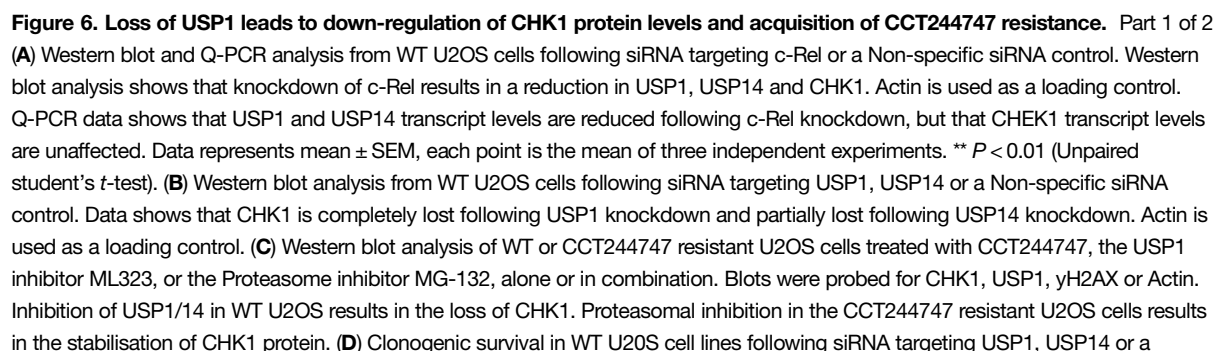 Figure 6. Loss of USP1 leads to down-regulation of CHK1 protein levels and acquisition of CCT244747 resistance. Part 1 of 2
(A) Western blot and Q-PCR analysis from WT U2OS cells following siRNA targeting c-Rel or a Non-specific siRNA control. Western
blot analysis shows that knockdown of c-Rel results in a reduction in USP1, USP14 and CHK1. Actin is used as a loading control.
Q-PCR data shows that USP1 and USP14 transcript levels are reduced following c-Rel knockdown, but that CHEK1 transcript levels
are unaffected. Data represents mean ± SEM, each point is the mean of three independent experiments. ** P < 0.01 (Unpaired
student's t-test). (B) Western blot analysis from WT U2OS cells following siRNA targeting USP1, USP14 or a Non-specific siRNA
control. Data shows that CHK1 is completely lost following USP1 knockdown and partially lost following USP14 knockdown. Actin is
used as a loading control. (C) Western blot analysis of WT or CCT244747 resistant U2OS cells treated with CCT244747, the USP1
inhibitor ML323, or the Proteasome inhibitor MG-132, alone or in combination. Blots were probed for CHK1, USP1, yH2AX or Actin.
Inhibition of USP1/14 in WT U2OS results in the loss of CHK1. Proteasomal inhibition in the CCT244747 resistant U2OS cells results
in the stabilisation of CHK1 protein. (D) Clonogenic survival in WT U20S cell lines following siRNA targeting USP1, USP14 or a